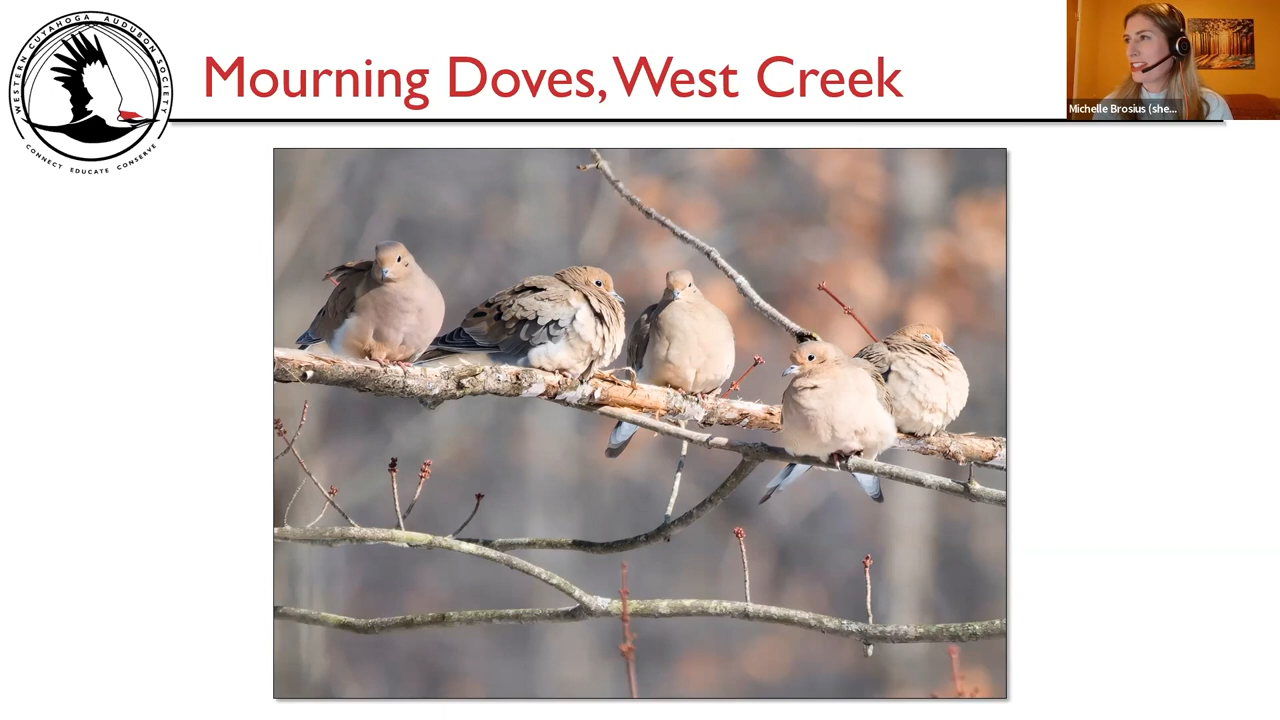 WESTERN CUYAHOGA AUDUBON SOCIETY
CONNECT EDUCATE CONSERVE
Mourning Doves, West Creek
Michelle Brosius (she...